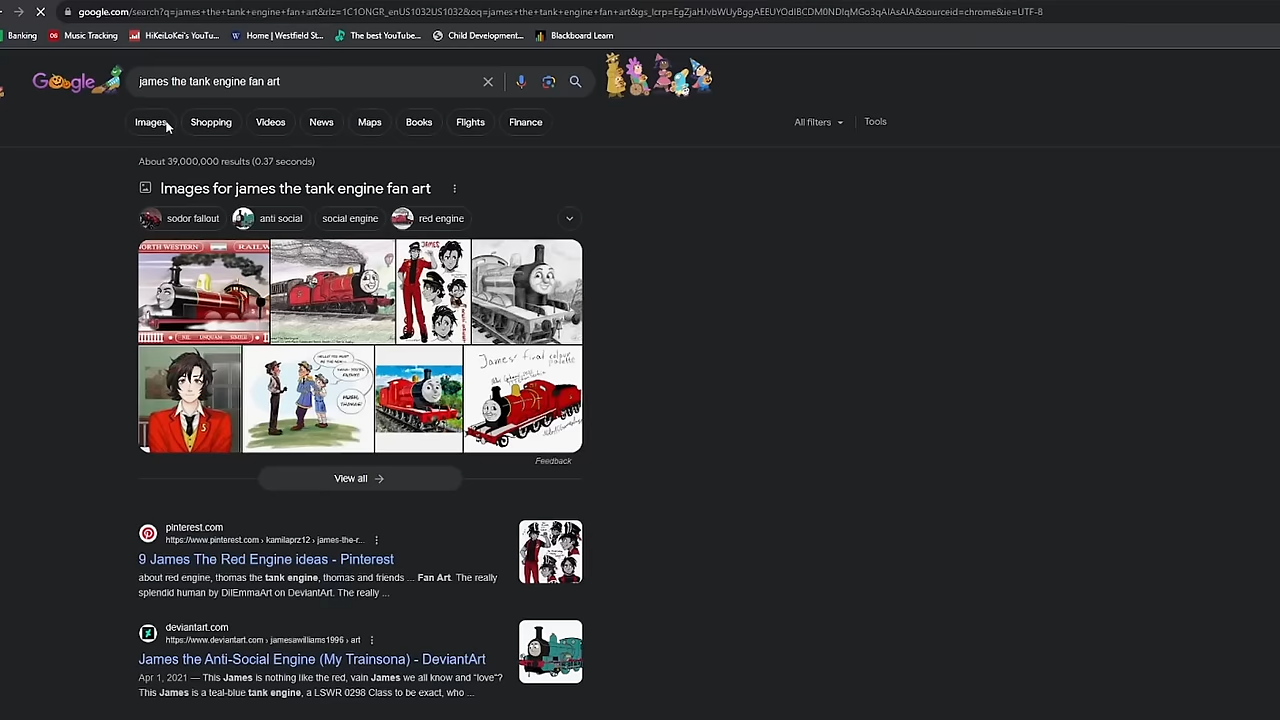 google.com/search?q=james+the+tank+engine+fan+art&rlz=1C1ONGR_enUS1032US1032&oq=james+the+tank+engine+fan+art&gs_lcrp=EgZjaHJvbWUyBggAEEUYOdIBCDM0NDlqMGo3qAIAsAIA&sourceid=chrome&ie=UTF-8
Banking Music Tracking HiKeiLoKei's YouTu... Home | Westfield St... The best YouTube... Child Development... Blackboard Learn
Google
james the tank engine fan art
Images Shopping Videos News Maps Books Flights Finance All filters Tools
About 39,000,000 results (0.37 seconds)
Images for james the tank engine fan art
sodor fallout anti social social engine red engine
NORTH WESTERN RAILW
JAMES
NIL UNQUAM SIMILE
James' final colour
palette
Feedback
View all
pinterest.com
https://www.pinterest.com › kamilaprz12 › james-the-r...
9 James The Red Engine ideas - Pinterest
about red engine, thomas the tank engine, thomas and friends ... Fan Art. The really
splendid human by DilEmmaArt on DeviantArt. The really ...
deviantart.com
https://www.deviantart.com › jamesawilliams1996 › art
James the Anti-Social Engine (My Trainsona) - DeviantArt
Apr 1, 2021 — This James is nothing like the red, vain James we all know and "love"?
This James is a teal-blue tank engine, a LSWR 0298 Class to be exact, who ...